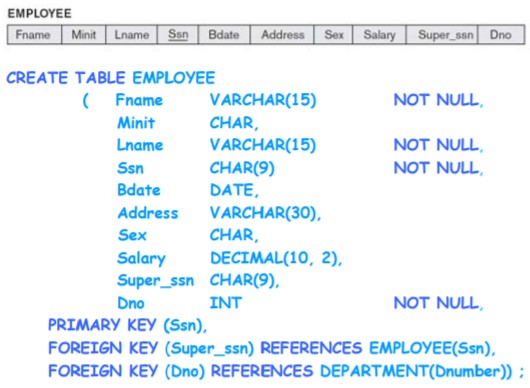 EMPLOYEE
Fname Minit Lname Ssn Bdate Address Sex Salary Super_ssn Dno
CREATE TABLE EMPLOYEE
( Fname VARCHAR(15) NOT NULL,
Minit CHAR,
Lname VARCHAR(15) NOT NULL,
Ssn CHAR(9) NOT NULL,
Bdate DATE,
Address VARCHAR(30),
Sex CHAR,
Salary DECIMAL(10, 2),
Super_ssn CHAR(9),
Dno INT NOT NULL,
PRIMARY KEY (Ssn),
FOREIGN KEY (Super_ssn) REFERENCES EMPLOYEE(Ssn),
FOREIGN KEY (Dno) REFERENCES DEPARTMENT(Dnumber)) ;